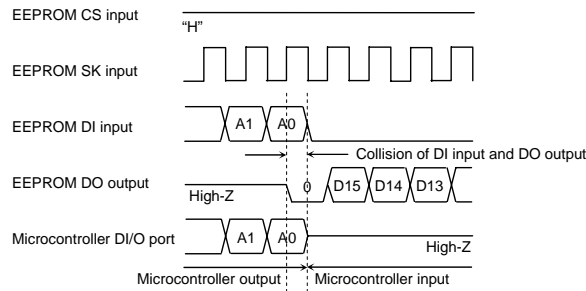 EEPROM CS input
“H”
EEPROM SK input
EEPROM DI input
A1 A0
Collision of DI input and DO output
EEPROM DO output
High-Z
0 D15 D14 D13
Microcontroller DI/O port
A1 A0
High-Z
Microcontroller output Microcontroller input